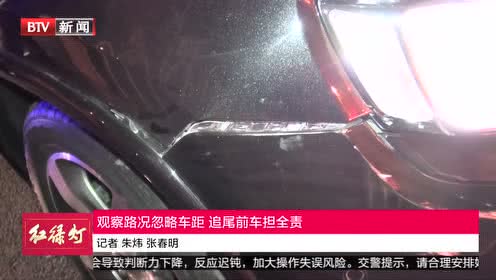 BTV 新闻
观察路况忽略车距 追尾前车担全责
红绿灯
记者 朱炜 张春明
会导致判断力下降，反应迟钝，加大操作失误风险。交警提示，请合理安排